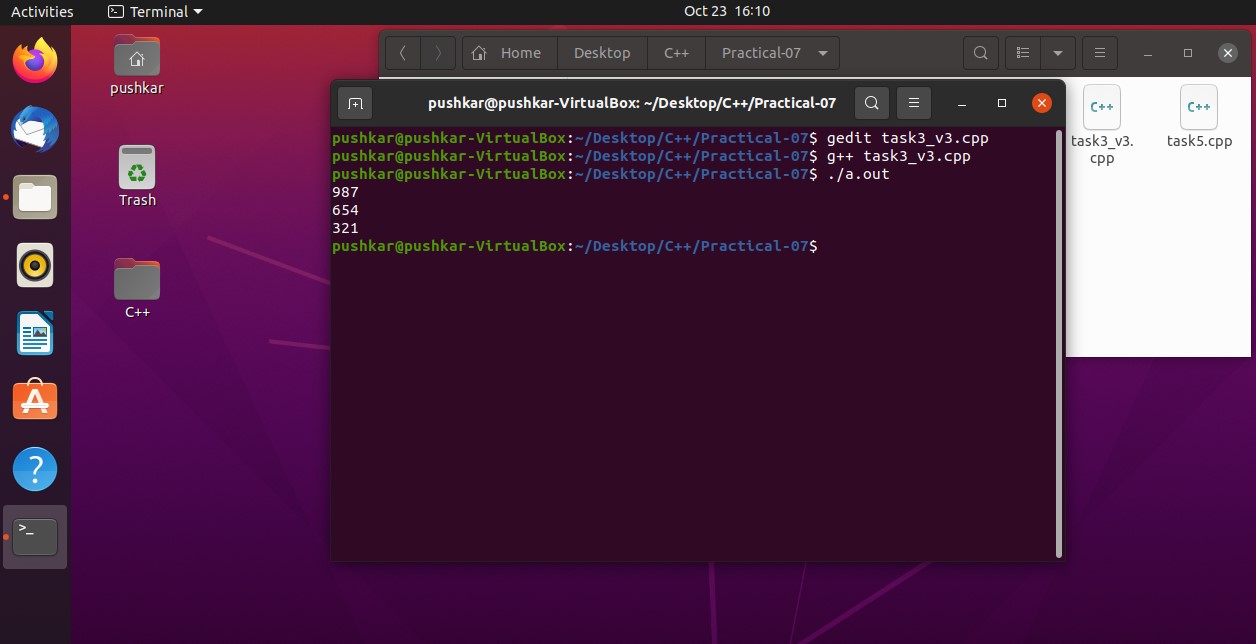 Activities Terminal Oct 23 16:10
pushkar
Trash
C++
Home Desktop C++ Practical-07
task3_v3.
cpp
task5.cpp
pushkar@pushkar-VirtualBox: ~/Desktop/C++/Practical-07
pushkar@pushkar-VirtualBox:~/Desktop/C++/Practical-07$ gedit task3_v3.cpp
pushkar@pushkar-VirtualBox:~/Desktop/C++/Practical-07$ g++ task3_v3.cpp
pushkar@pushkar-VirtualBox:~/Desktop/C++/Practical-07$ ./a.out
987
654
321
pushkar@pushkar-VirtualBox:~/Desktop/C++/Practical-07$